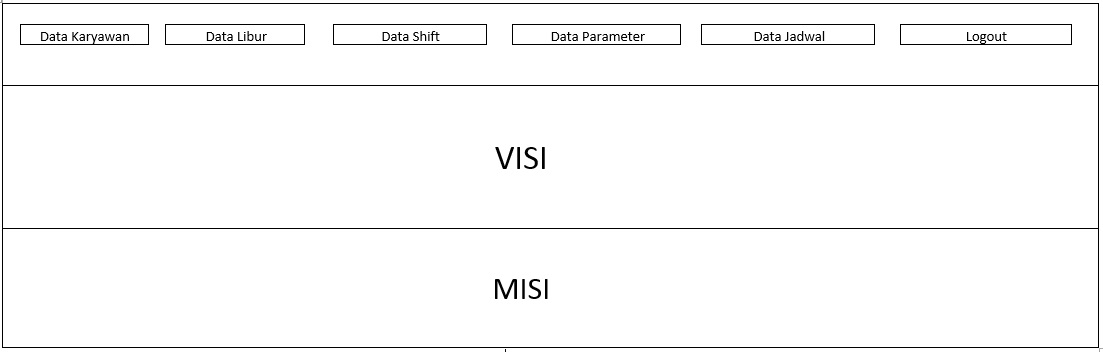 Data Karyawan Data Libur Data Shift Data Parameter Data Jadwal Logout
VISI
MISI